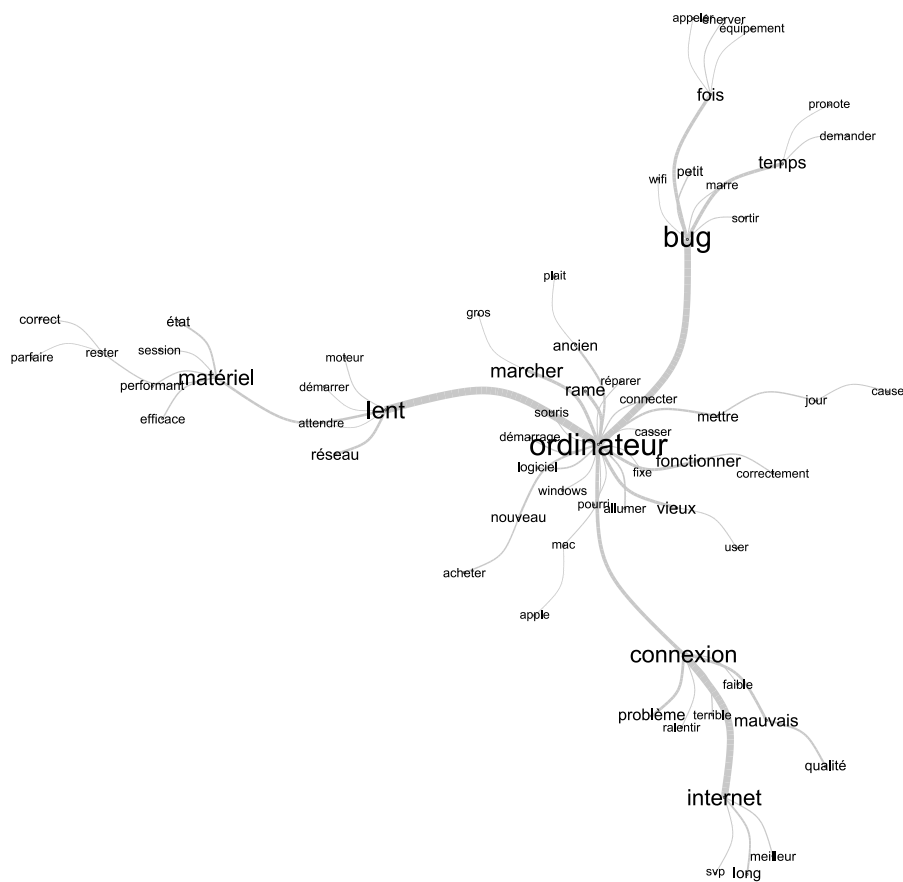 appeler
énerver
équipement
fois
pronote
demander
temps
petit
wifi
marre
sortir
bug
plait
gros
ancien
marcher
réparer
rame
connecter
souris
mettre
jour
cause
casser
démarrage
ordinateur
fonctionner
logiciel
fixe
correctement
windows
pourri
allumer
vieux
nouveau
mac
user
acheter
apple
correct
état
parfaire
rester
session
matériel
performant
efficace
moteur
démarrer
lent
attendre
réseau
connexion
faible
problème
terrible
mauvais
ralentir
qualité
internet
meilleur
svp
long